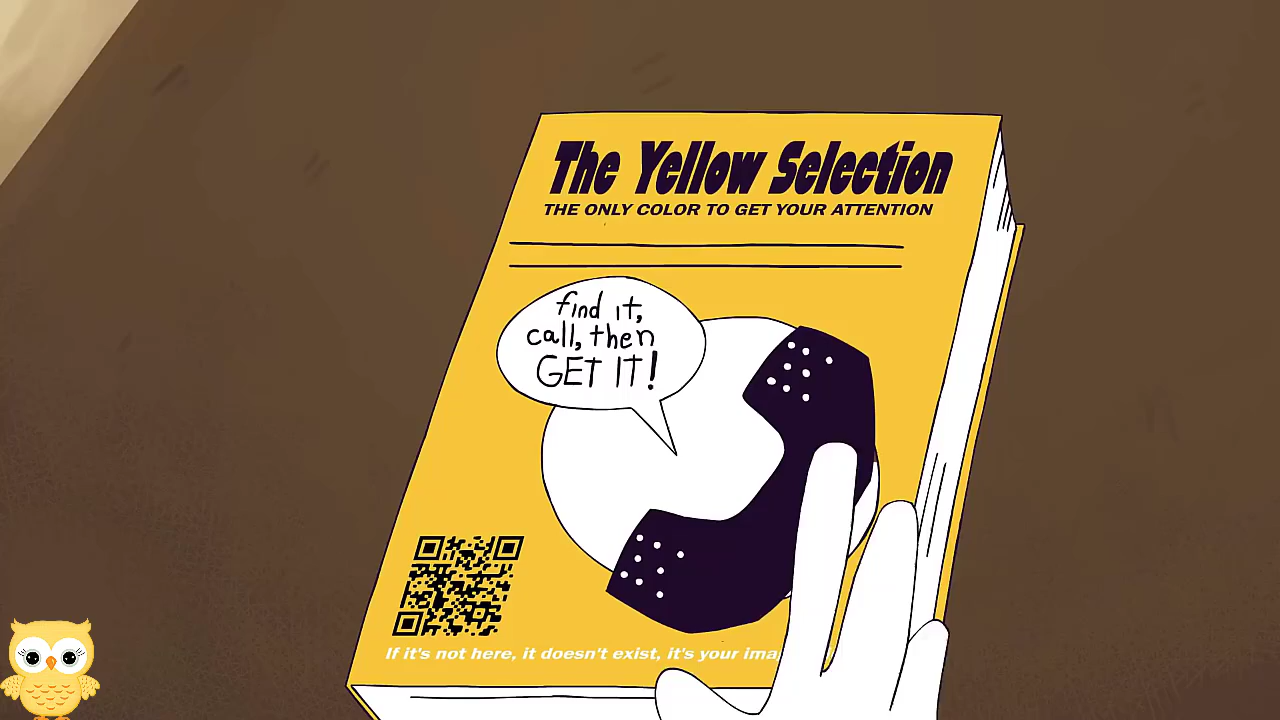 The Yellow Selection
THE ONLY COLOR TO GET YOUR ATTENTION
find it,
call, then
GET IT!
If it's not here, it doesn't exist, it's your